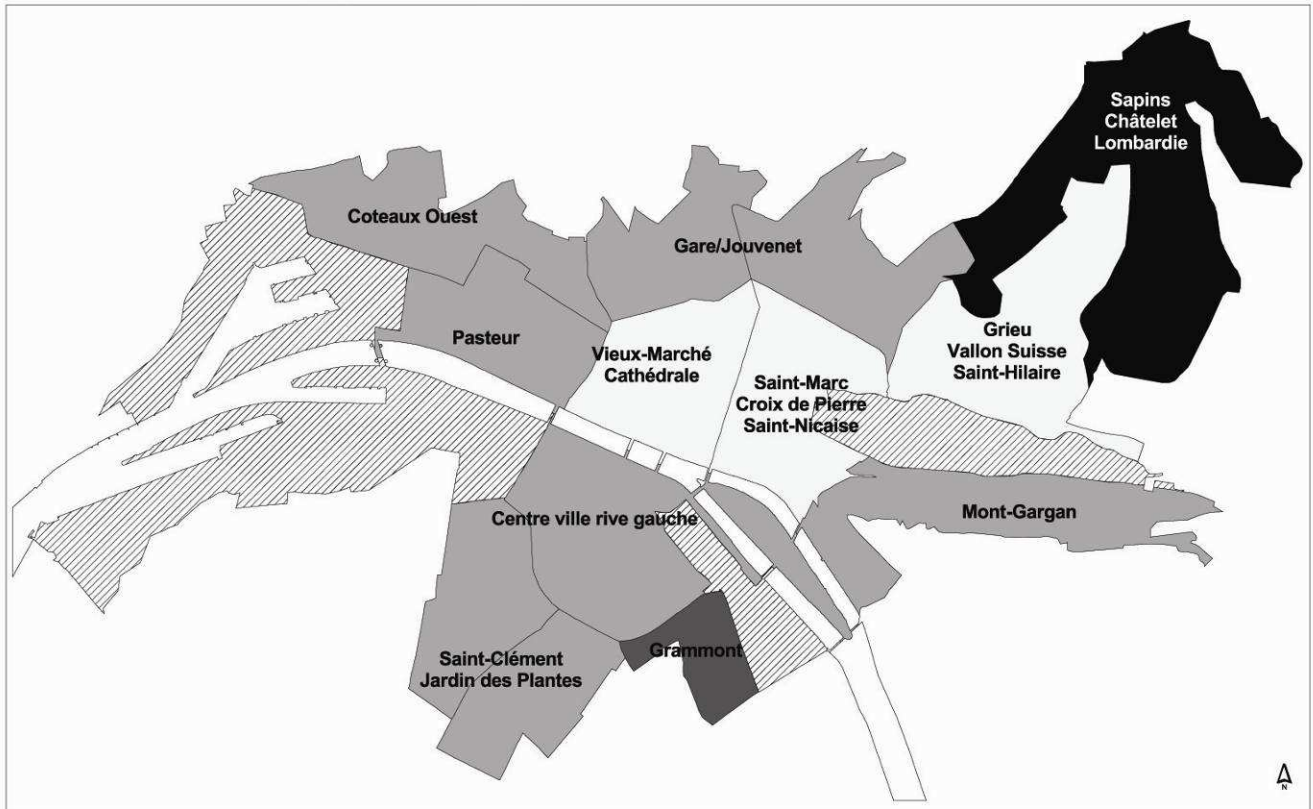 Sapins
Châtelet
Lombardie
Coteaux Ouest
Gare/Jouvenet
Pasteur
Vieux-Marché
Cathédrale
Grieu
Vallon Suisse
Saint-Hilaire
Saint-Marc
Croix de Pierre
Saint-Nicaise
Centre ville rive gauche
Mont-Gargan
Saint-Clément
Jardin des Plantes
Grammont
N